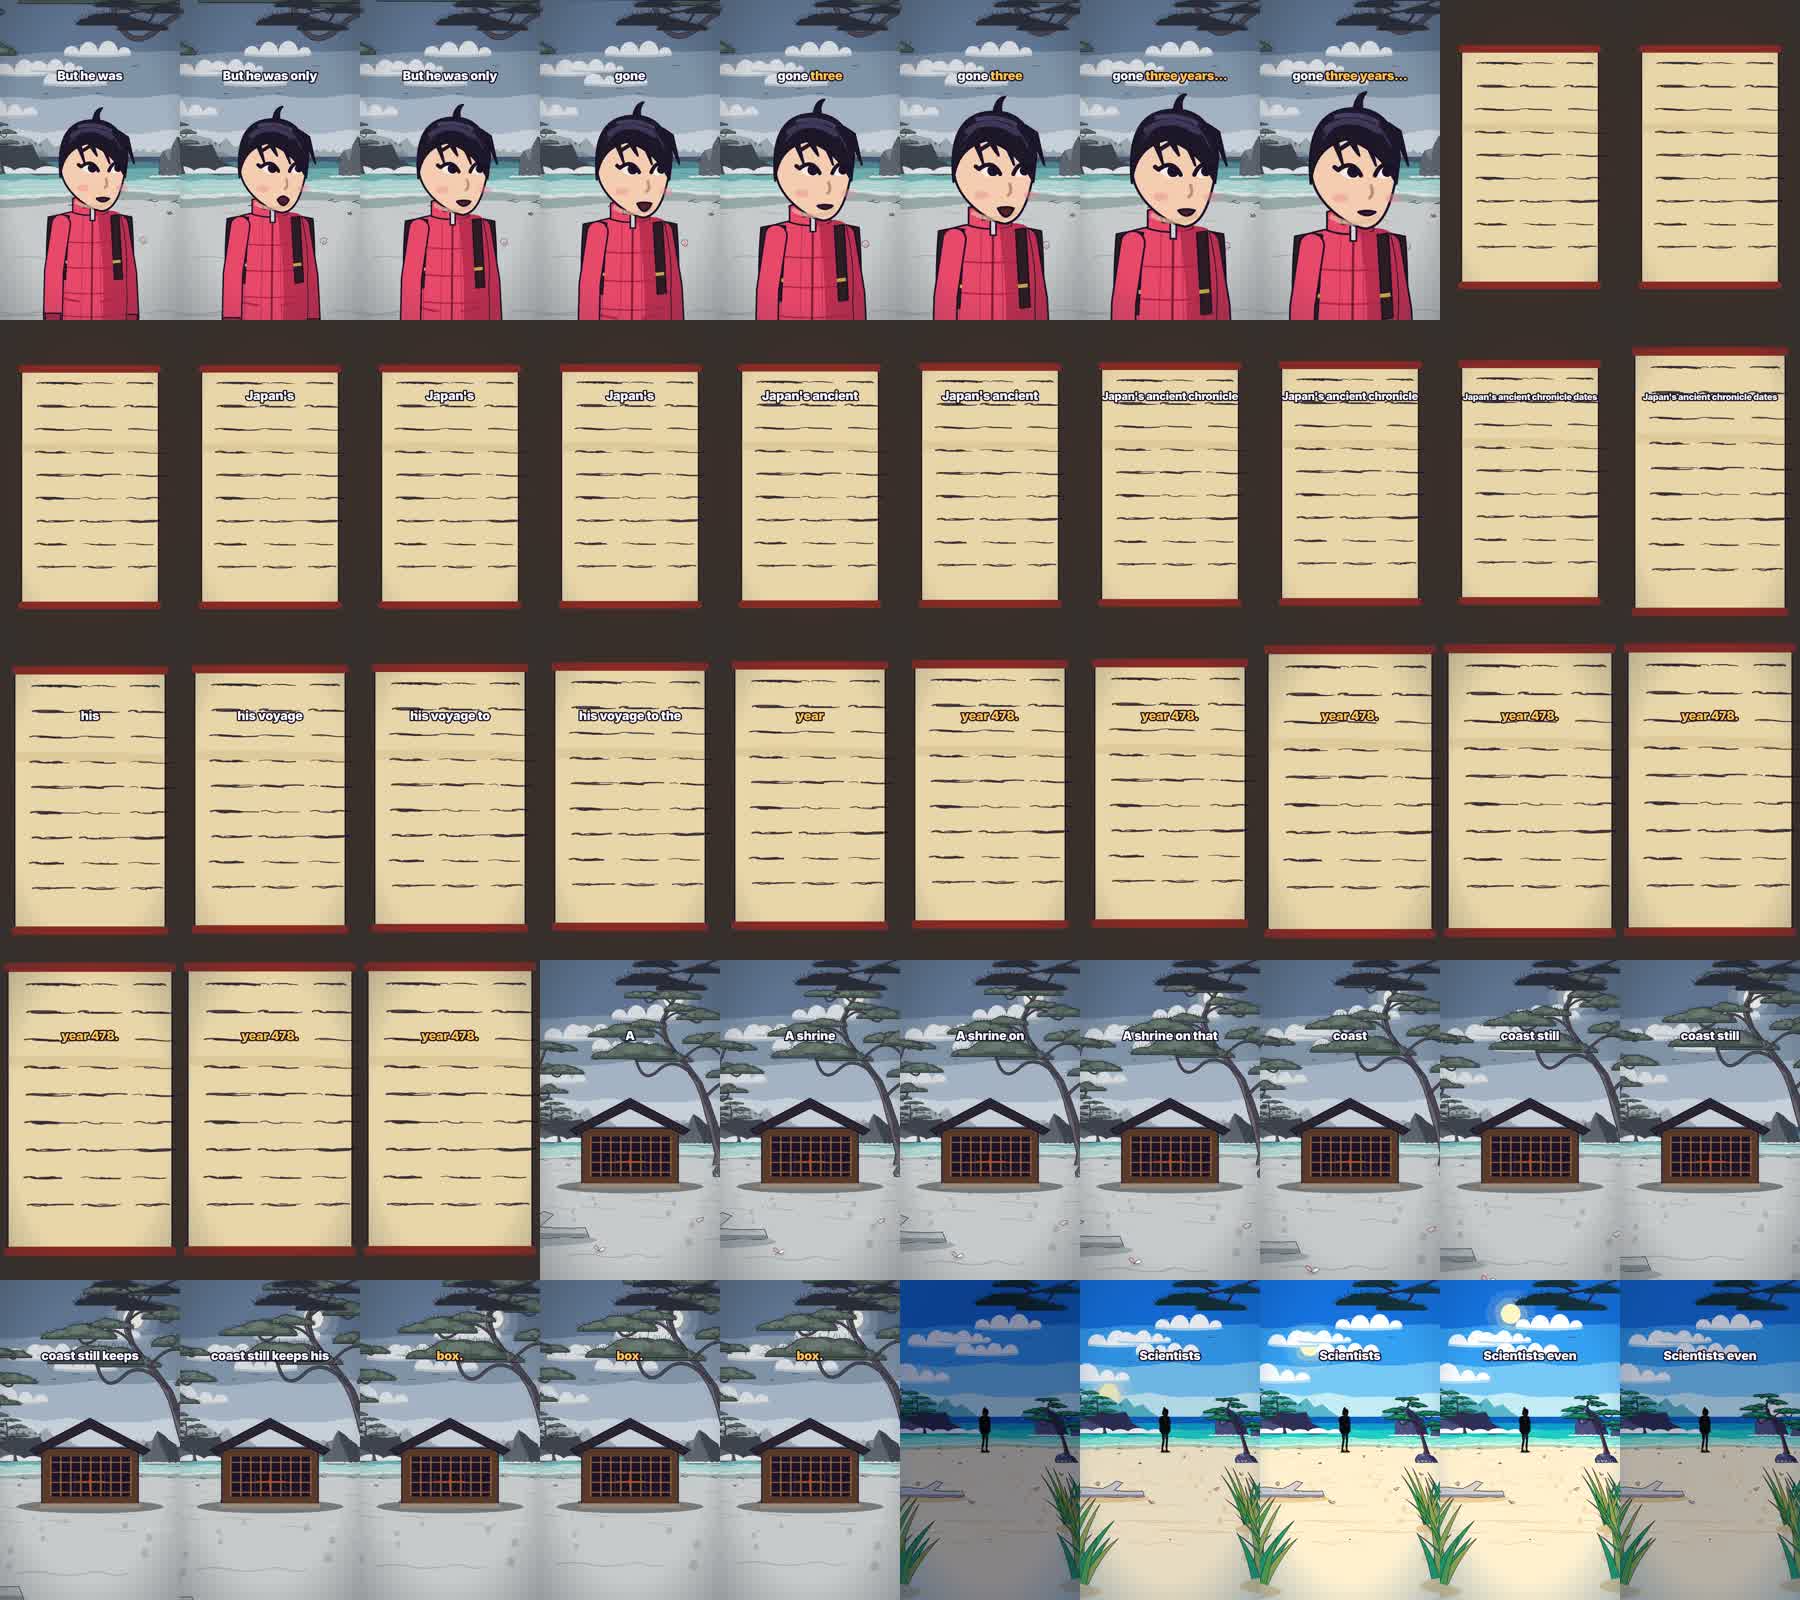 But he was
But he was only
But he was only
gone
gone three
gone three
gone three years...
gone three years...
Japan's
Japan's
Japan's
Japan's ancient
Japan's ancient
Japan's ancient chronicle
Japan's ancient chronicle
Japan's ancient chronicle dates
Japan's ancient chronicle dates
his
his voyage
his voyage to
his voyage to the
year
year 478.
year 478.
year 478.
year 478.
year 478.
year 478.
year 478.
year 478.
A
A shrine
A shrine on
A shrine on that
coast
coast still
coast still
coast still keeps
coast still keeps his
box.
box.
box.
Scientists
Scientists
Scientists even
Scientists even